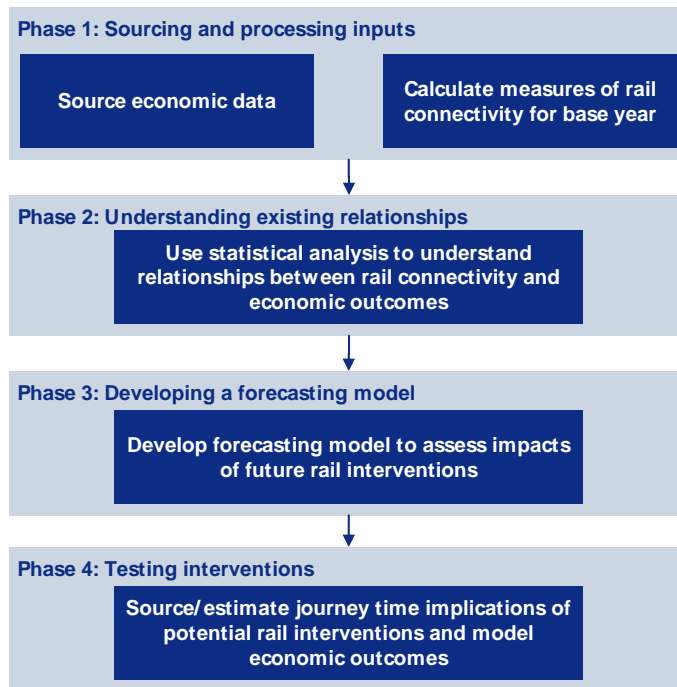 Phase 1: Sourcing and processing inputs
Source economic data
Calculate measures of rail
connectivity for base year
Phase 2: Understanding existing relationships
Use statistical analysis to understand
relationships between rail connectivity and
economic outcomes
Phase 3: Developing a forecasting model
Develop forecasting model to assess impacts
of future rail interventions
Phase 4: Testing interventions
Source/estimate journey time implications of
potential rail interventions and model
economic outcomes